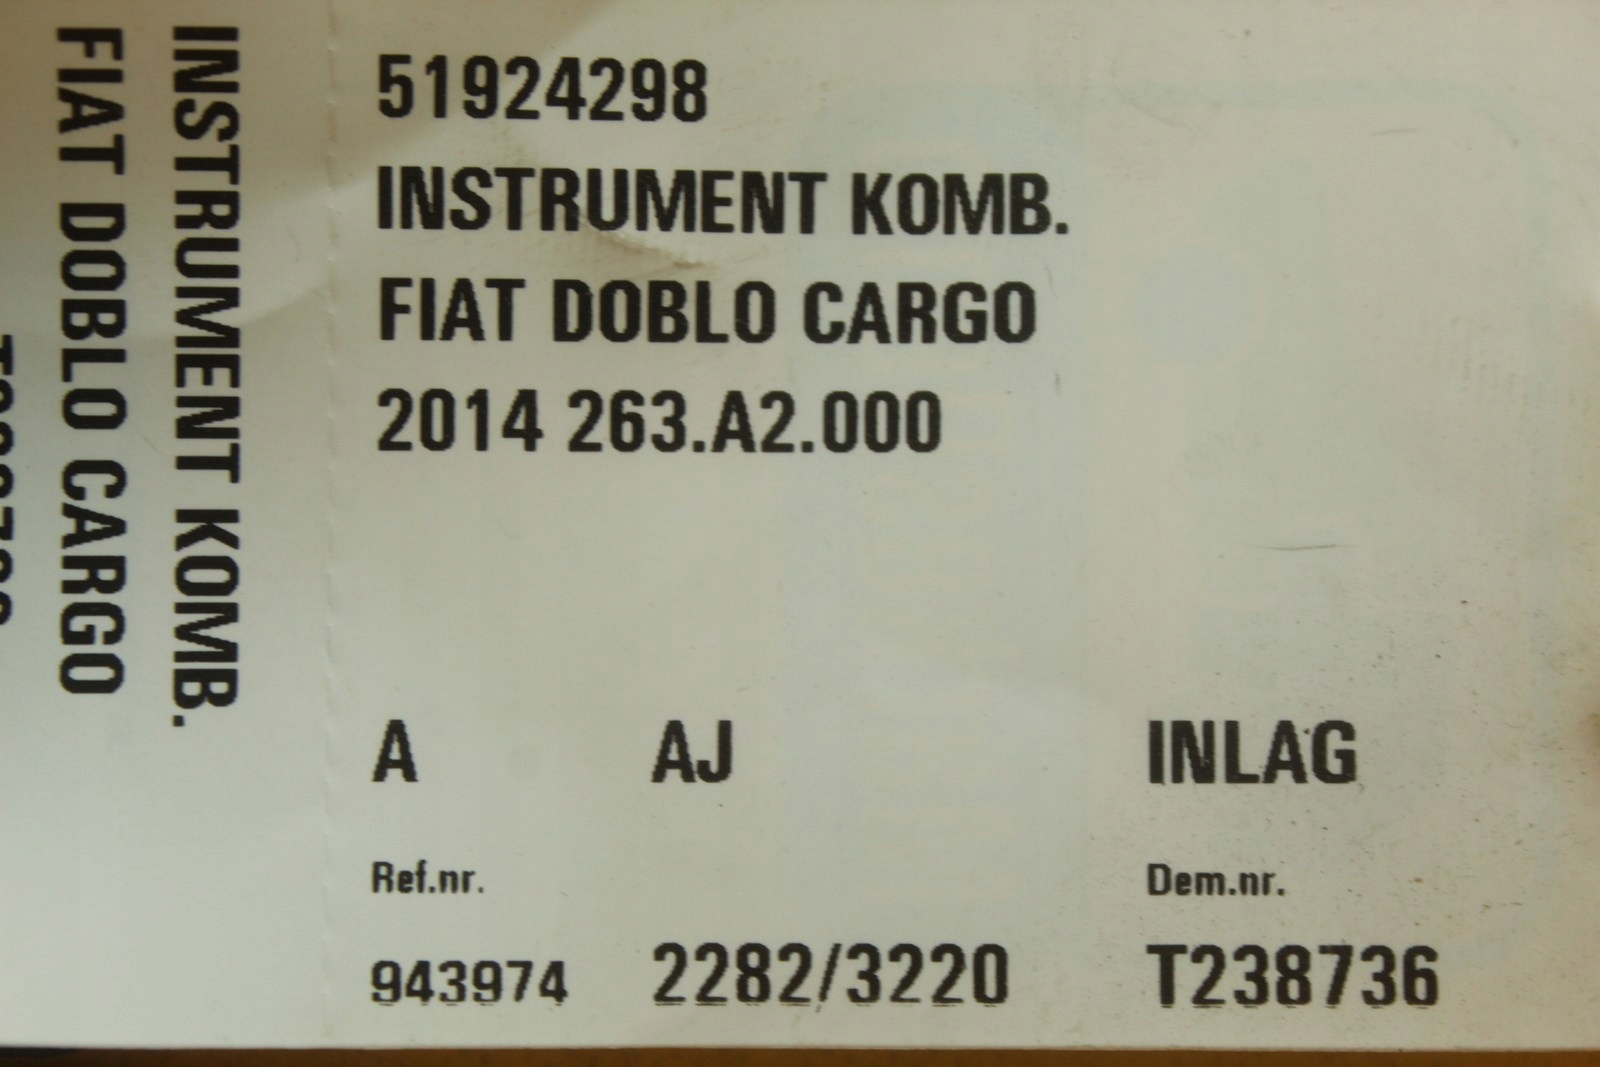 51924298
INSTRUMENT KOMB.
FIAT DOBLO CARGO
2014 263.A2.000
A AJ INLAG
Ref.nr. Dem.nr.
943974 2282/3220 T238736
INSTRUMENT KOMB.
FIAT DOBLO CARGO